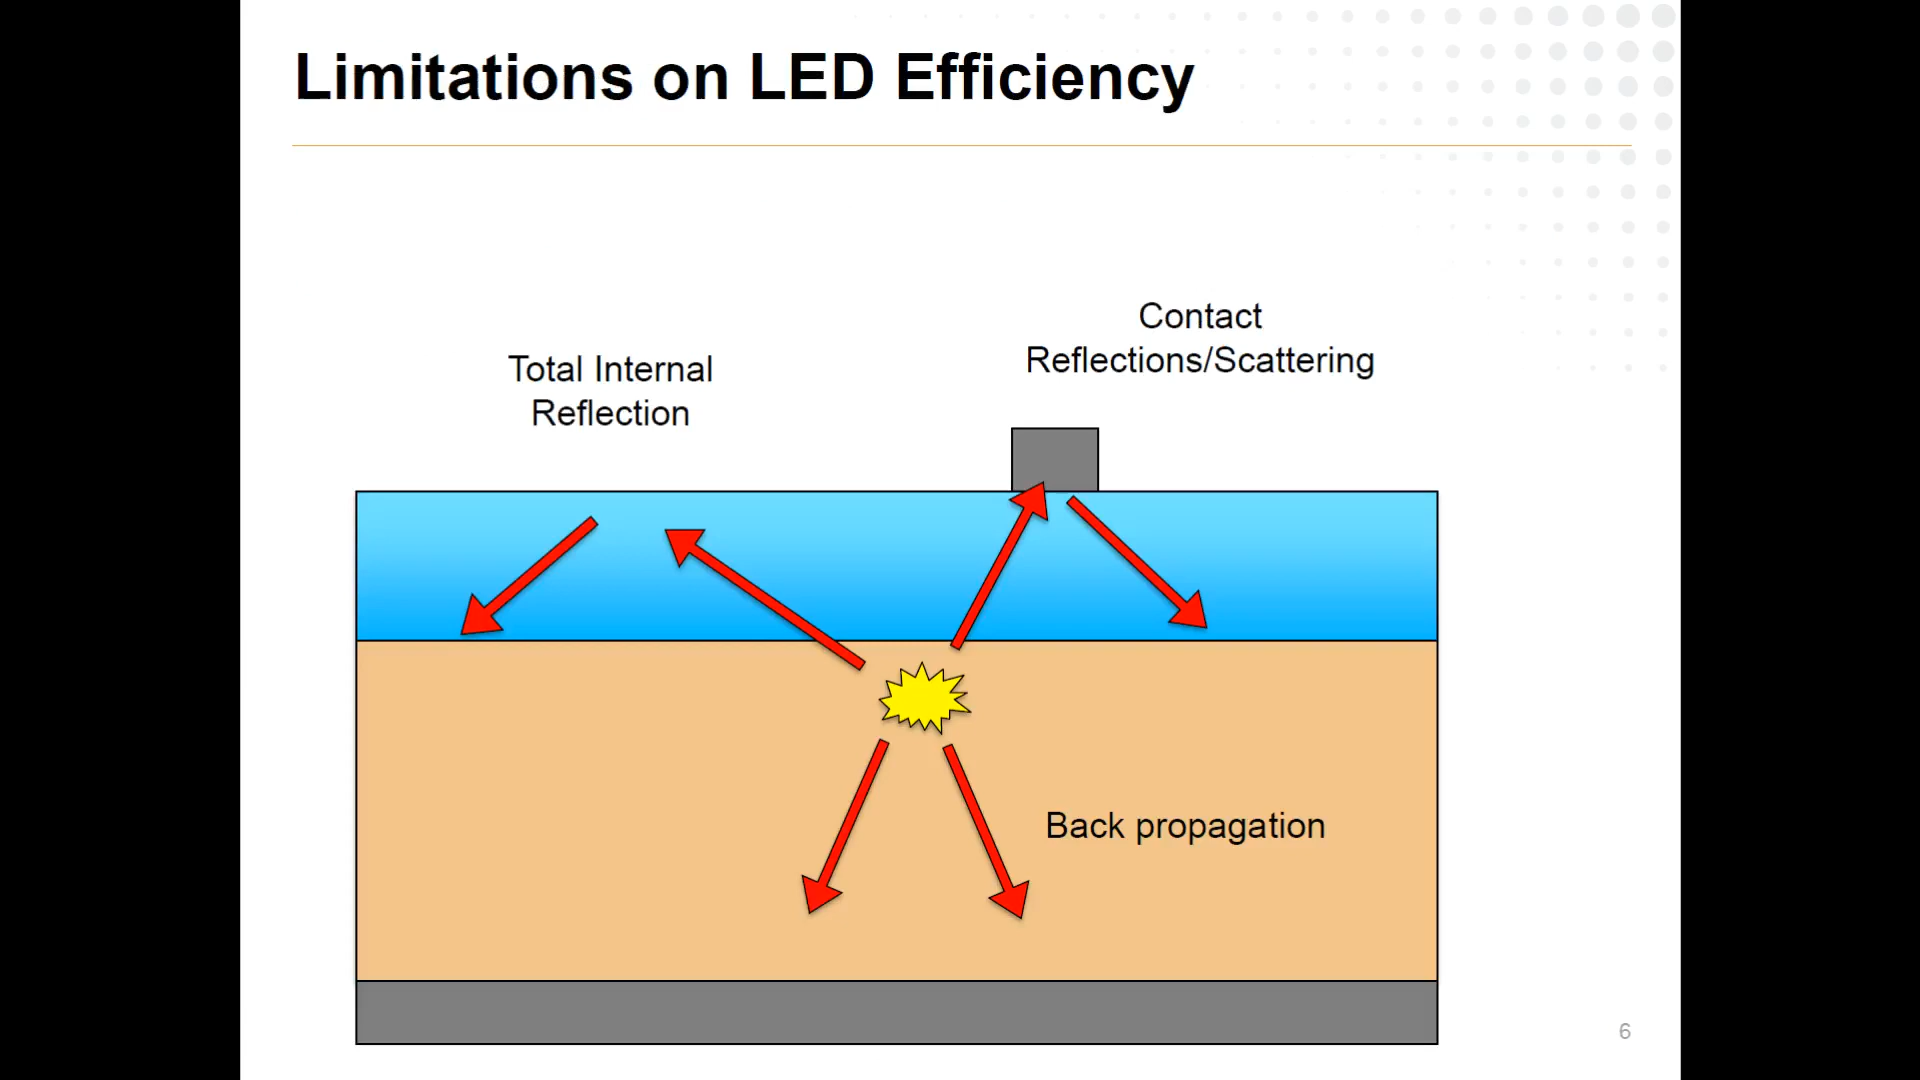 Limitations on LED Efficiency
Contact
Reflections/Scattering
Total Internal
Reflection
Back propagation
6